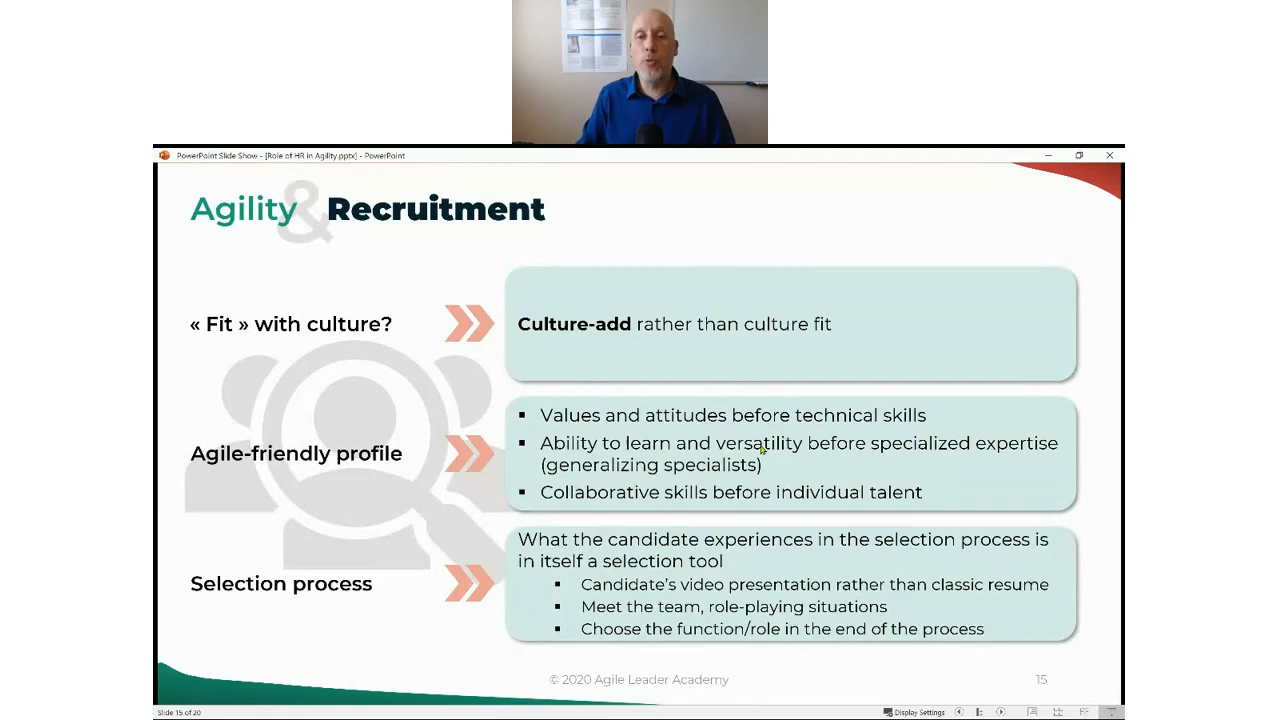 PowerPoint Slide Show - [Role of HR in Agility.pptx] - PowerPoint
Agility & Recruitment
« Fit » with culture?
Culture-add rather than culture fit
Agile-friendly profile
▪ Values and attitudes before technical skills
▪ Ability to learn and versatility before specialized expertise
(generalizing specialists)
▪ Collaborative skills before individual talent
Selection process
What the candidate experiences in the selection process is
in itself a selection tool
▪ Candidate’s video presentation rather than classic resume
▪ Meet the team, role-playing situations
▪ Choose the function/role in the end of the process
© 2020 Agile Leader Academy
15
Slide 15 of 20
Display Settings